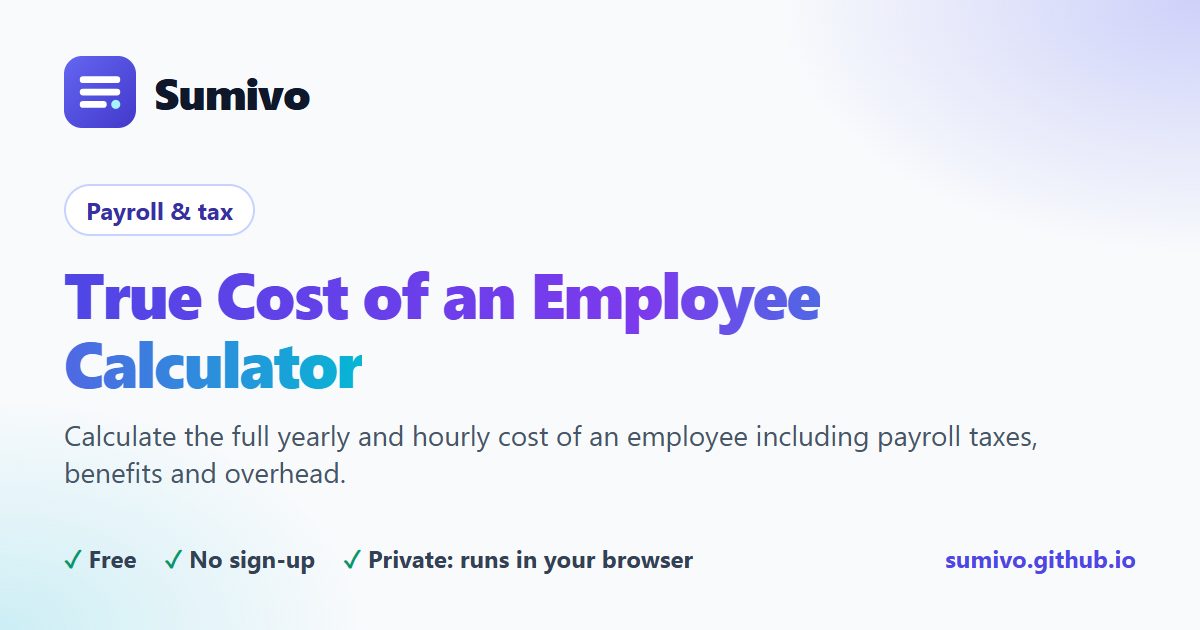 Sumivo
Payroll & tax
True Cost of an Employee
Calculator
Calculate the full yearly and hourly cost of an employee including payroll taxes,
benefits and overhead.
✓ Free ✓ No sign-up ✓ Private: runs in your browser
sumivo.github.io